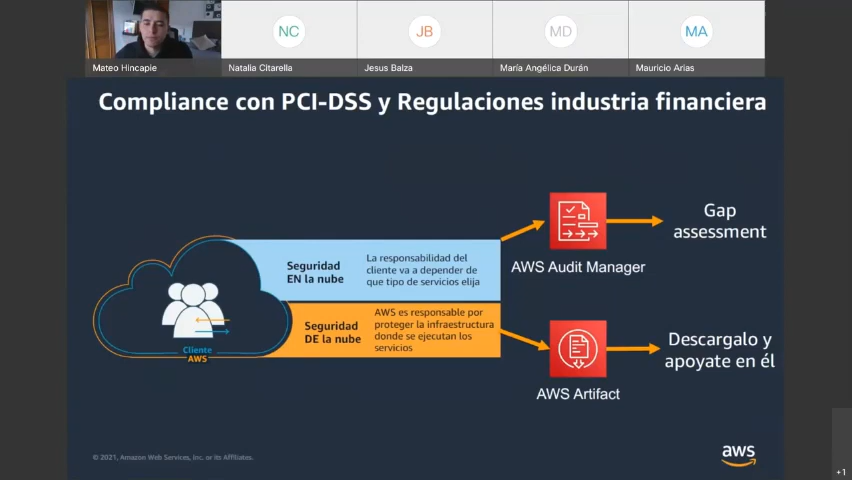 NC
JB
MD
MA
Mateo Hincapie
Natalia Citarella
Jesus Balza
María Angélica Durán
Mauricio Arias
Compliance con PCI-DSS y Regulaciones industria financiera
Seguridad
EN la nube
La responsabilidad del
cliente va a depender de
que tipo de servicios elija
Seguridad
DE la nube
AWS es responsable por
proteger la infraestructura
donde se ejecutan los
servicios
Cliente
AWS
AWS Audit Manager
Gap
assessment
AWS Artifact
Descargalo y
apoyate en él
© 2021, Amazon Web Services, Inc. or its Affiliates.
aws
+1